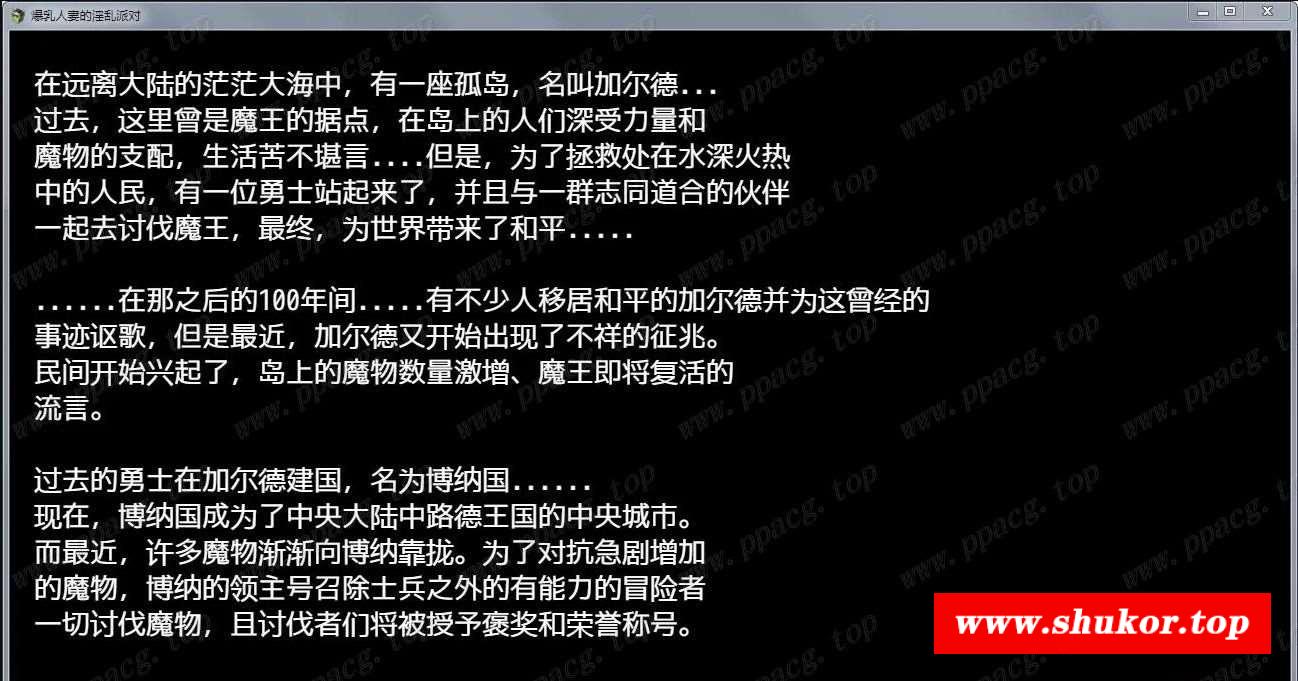 爆乳人妻的淫乱派对
在远离大陆的茫茫大海中，有一座孤岛，名叫加尔德...
过去，这里曾是魔王的据点，在岛上的人们深受力量和
魔物的支配，生活苦不堪言....但是，为了拯救处在水深火热
中的人民，有一位勇士站起来了，并且与一群志同道合的伙伴
一起去讨伐魔王，最终，为世界带来了和平.....
......在那之后的100年间.....有不少人移居和平的加尔德并为这曾经的
事迹讴歌，但是最近，加尔德又开始出现了不祥的征兆。
民间开始兴起了，岛上的魔物数量激增、魔王即将复活的
流言。
过去的勇士在加尔德建国，名为博纳国......
现在，博纳国成为了中央大陆中路德王国的中央城市。
而最近，许多魔物渐渐向博纳靠拢。为了对抗急剧增加
的魔物，博纳的领主号召除士兵之外的有能力的冒险者
一切讨伐魔物，且讨伐者们将被授予褒奖和荣誉称号。
www.shukor.top
www.ppacg.top